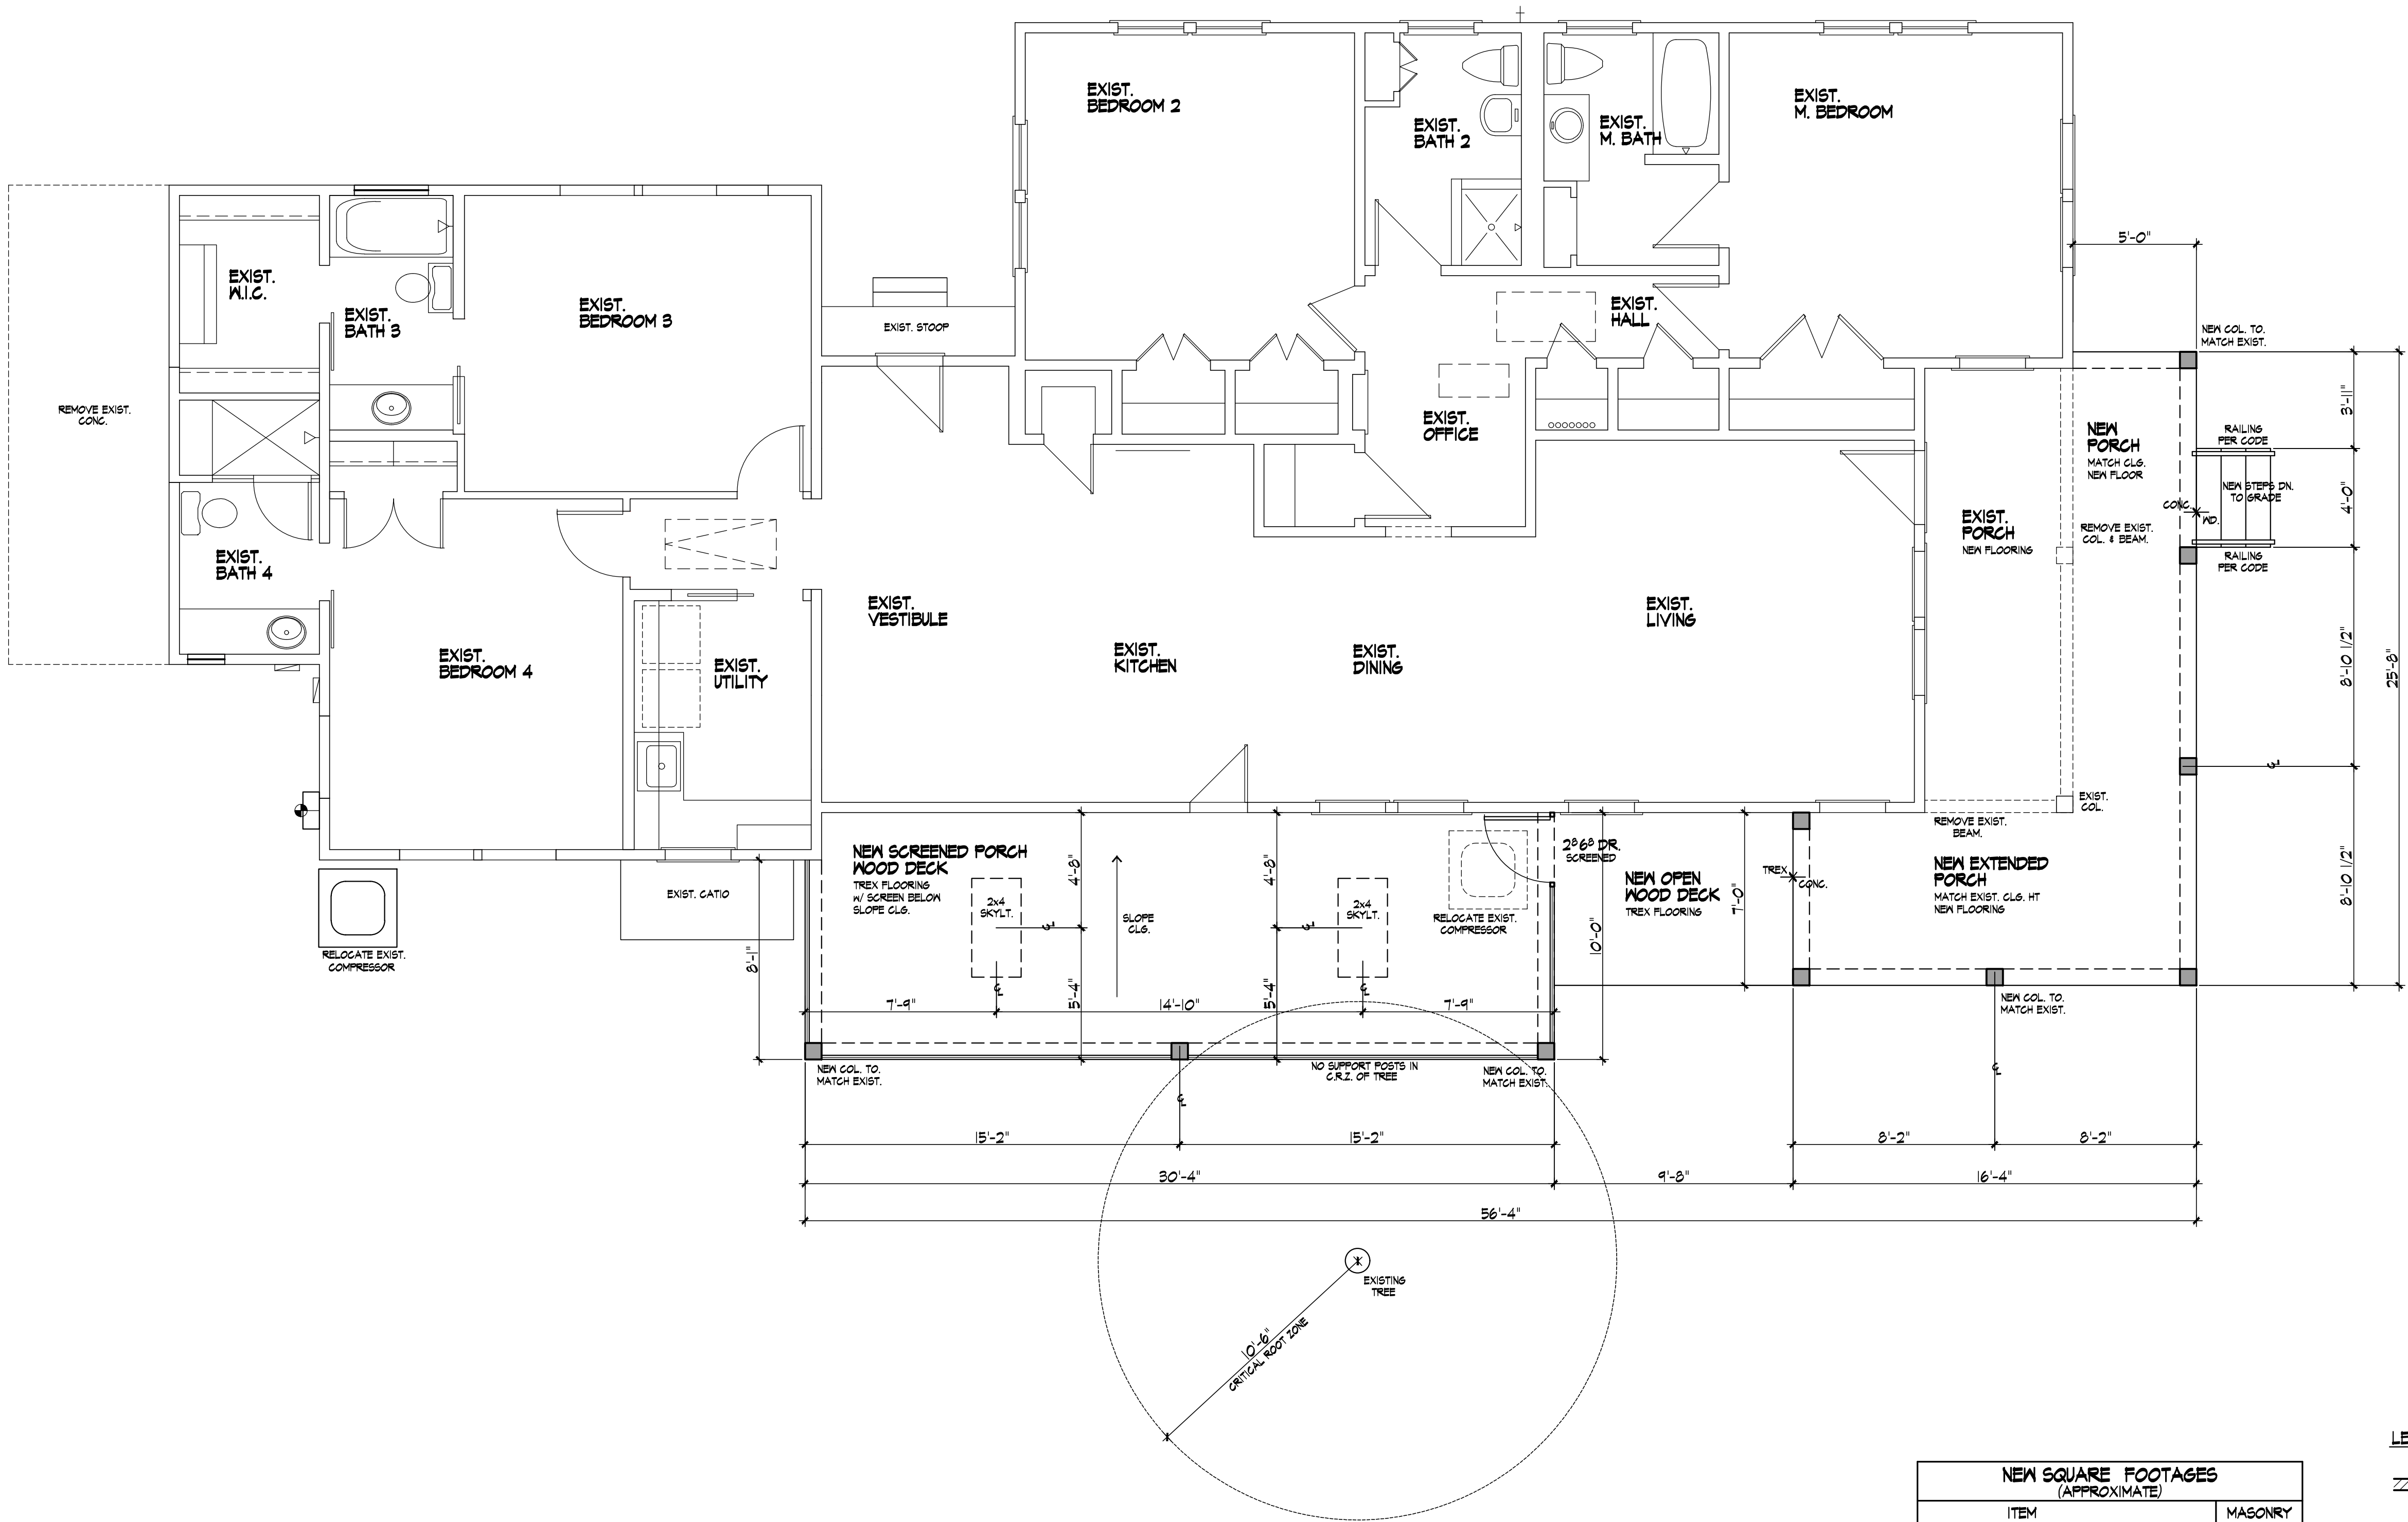 EXIST.
BEDROOM 2
EXIST.
BATH 2
EXIST.
M. BATH
EXIST.
M. BEDROOM
5'-0"
EXIST.
W.I.C.
EXIST.
BATH 3
EXIST.
BEDROOM 3
EXIST. STOOP
EXIST.
HALL
NEW COL. TO.
MATCH EXIST.
REMOVE EXIST.
CONC.
EXIST.
OFFICE
NEW
PORCH
MATCH CLG.
NEW FLOOR
RAILING
PER CODE
3'-11"
NEW STEPS DN.
TO GRADE
4'-0"
CONC.
WD.
EXIST.
PORCH
NEW FLOORING
REMOVE EXIST.
COL. & BEAM.
RAILING
PER CODE
EXIST.
BATH 4
EXIST.
VESTIBULE
EXIST.
LIVING
EXIST.
BEDROOM 4
EXIST.
UTILITY
EXIST.
KITCHEN
EXIST.
DINING
8'-10 1/2"
25'-8"
℄
EXIST.
COL.
REMOVE EXIST.
BEAM.
NEW SCREENED PORCH
WOOD DECK
TREX FLOORING
W/ SCREEN BELOW
SLOPE CLG.
4'-8"
4'-8"
2868 DR.
SCREENED
EXIST. CATIO
2x4
SKYLT.
SLOPE
CLG.
2x4
SKYLT.
RELOCATE EXIST.
COMPRESSOR
NEW OPEN
WOOD DECK
TREX FLOORING
TREX
CONC.
NEW EXTENDED
PORCH
MATCH EXIST. CLG. HT
NEW FLOORING
8'-10 1/2"
℄
℄
RELOCATE EXIST.
COMPRESSOR
8'-1"
5'-4"
5'-4"
10'-0"
7'-0"
℄
℄
7'-9"
14'-10"
7'-9"
NEW COL. TO.
MATCH EXIST.
NEW COL. TO.
MATCH EXIST.
NO SUPPORT POSTS IN
C.R.Z. OF TREE
NEW COL. TO.
MATCH EXIST.
℄
℄
15'-2"
15'-2"
8'-2"
8'-2"
30'-4"
9'-8"
16'-4"
56'-4"
EXISTING
TREE
10'-6"
CRITICAL ROOT ZONE
LE
NEW SQUARE FOOTAGES
(APPROXIMATE)
ITEM
MASONRY